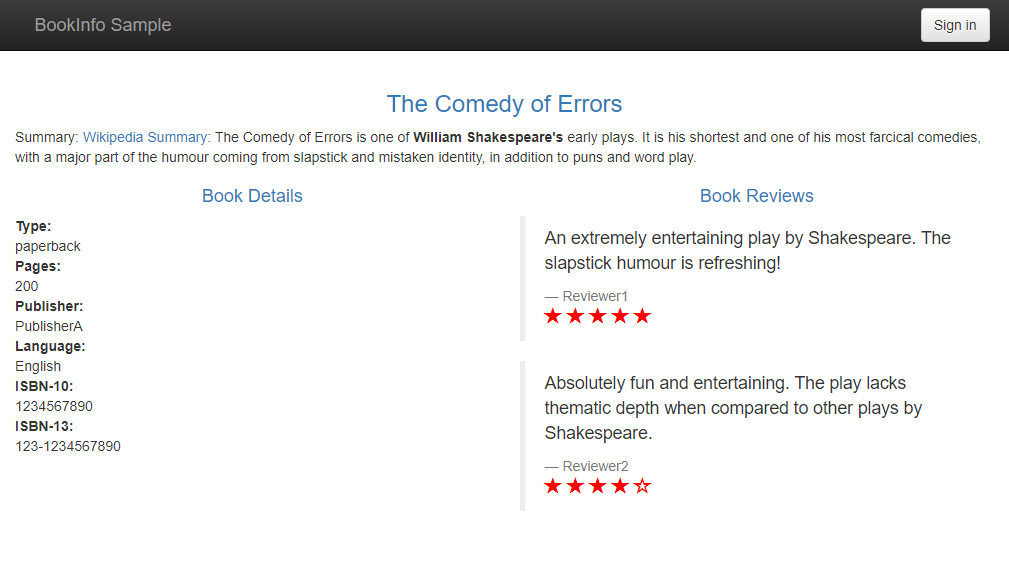 BookInfo Sample
Sign in
The Comedy of Errors
Summary: Wikipedia Summary: The Comedy of Errors is one of William Shakespeare's early plays. It is his shortest and one of his most farcical comedies,
with a major part of the humour coming from slapstick and mistaken identity, in addition to puns and word play.
Book Details
Type:
paperback
Pages:
200
Publisher:
PublisherA
Language:
English
ISBN-10:
1234567890
ISBN-13:
123-1234567890
Book Reviews
An extremely entertaining play by Shakespeare. The
slapstick humour is refreshing!
— Reviewer1
Absolutely fun and entertaining. The play lacks
thematic depth when compared to other plays by
Shakespeare.
— Reviewer2